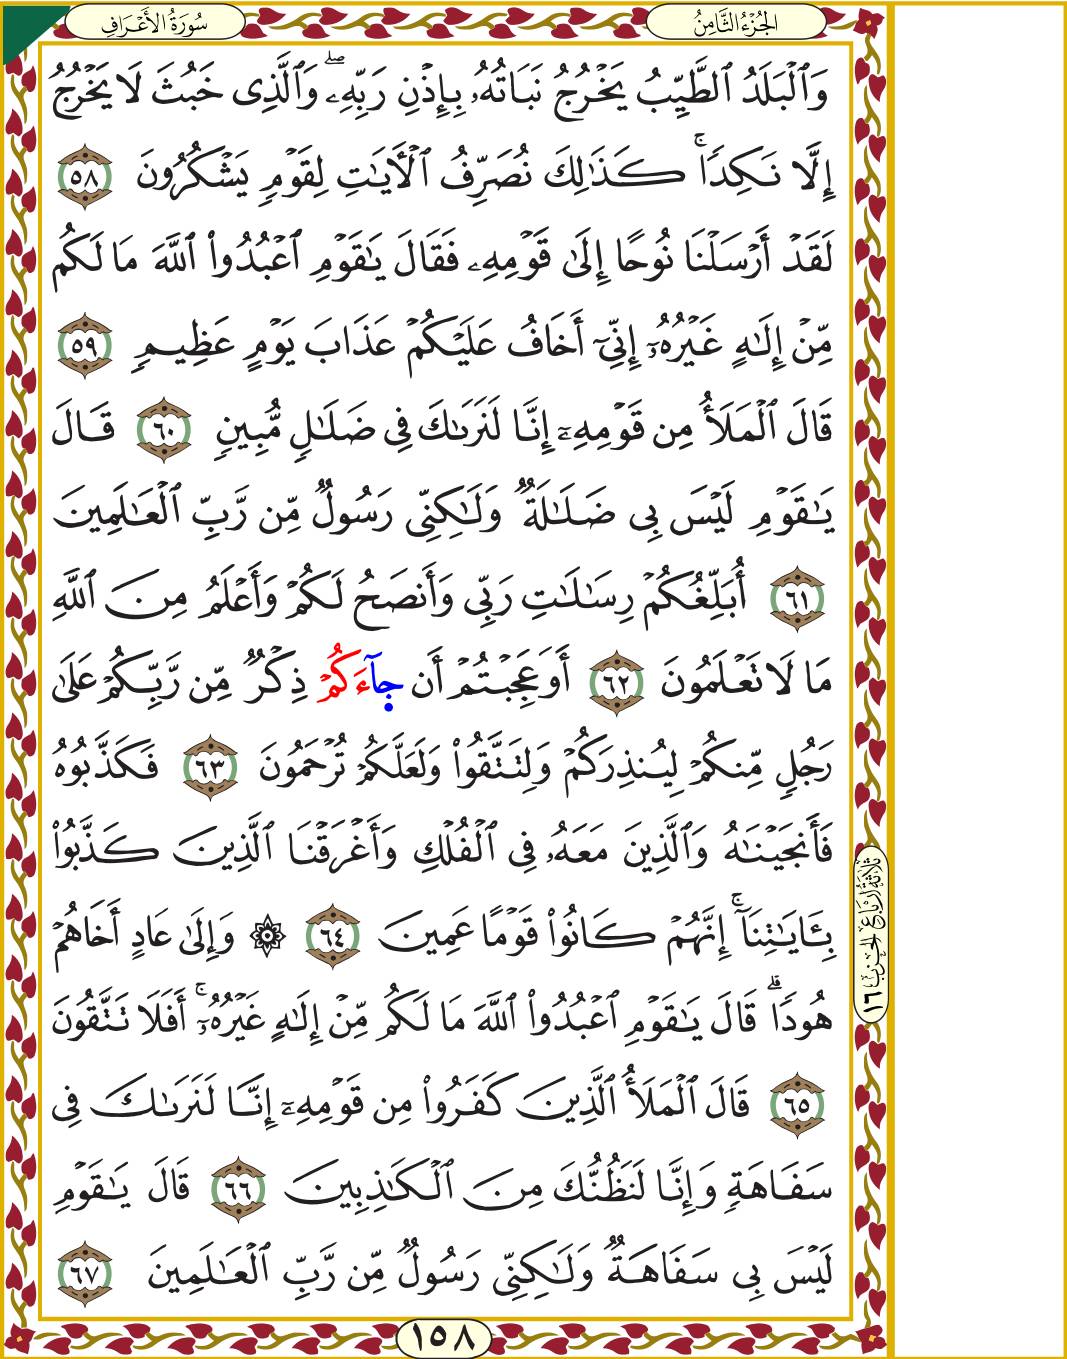 سُورَةُ الأَعْرَافِ
الجُزْءُ الثَّامِنُ
وَٱلْبَلَدُ ٱلطَّيِّبُ يَخْرُجُ نَبَاتُهُۥ بِإِذْنِ رَبِّهِۦۖ وَٱلَّذِى خَبُثَ لَا يَخْرُجُ
إِلَّا نَكِدًاۚ كَذَٰلِكَ نُصَرِّفُ ٱلْأٓيَٰتِ لِقَوْمٍ يَشْكُرُونَ ٥٨
لَقَدْ أَرْسَلْنَا نُوحًا إِلَىٰ قَوْمِهِۦ فَقَالَ يَٰقَوْمِ ٱعْبُدُوا۟ ٱللَّهَ مَا لَكُم
مِّنْ إِلَٰهٍ غَيْرُهُۥٓ إِنِّىٓ أَخَافُ عَلَيْكُمْ عَذَابَ يَوْمٍ عَظِيمٍ ٥٩
قَالَ ٱلْمَلَأُ مِن قَوْمِهِۦٓ إِنَّا لَنَرَىٰكَ فِى ضَلَٰلٍ مُّبِينٍ ٦٠ قَالَ
يَٰقَوْمِ لَيْسَ بِى ضَلَٰلَةٌ وَلَٰكِنِّى رَسُولٌ مِّن رَّبِّ ٱلْعَٰلَمِينَ
٦١ أُبَلِّغُكُمْ رِسَٰلَٰتِ رَبِّى وَأَنصَحُ لَكُمْ وَأَعْلَمُ مِنَ ٱللَّهِ
مَا لَا تَعْلَمُونَ ٦٢ أَوَعَجِبْتُمْ أَن جَآءَكُمْ ذِكْرٌ مِّن رَّبِّكُمْ عَلَىٰ
رَجُلٍ مِّنكُمْ لِيُنذِرَكُمْ وَلِتَتَّقُوا۟ وَلَعَلَّكُمْ تُرْحَمُونَ ٦٣ فَكَذَّبُوهُ
فَأَنجَيْنَٰهُ وَٱلَّذِينَ مَعَهُۥ فِى ٱلْفُلْكِ وَأَغْرَقْنَا ٱلَّذِينَ كَذَّبُوا۟
بِـَٔايَٰتِنَآۚ إِنَّهُمْ كَانُوا۟ قَوْمًا عَمِينَ ٦٤ ۞ وَإِلَىٰ عَادٍ أَخَاهُمْ
هُودًاۗ قَالَ يَٰقَوْمِ ٱعْبُدُوا۟ ٱللَّهَ مَا لَكُم مِّنْ إِلَٰهٍ غَيْرُهُۥٓۚ أَفَلَا تَتَّقُونَ
٦٥ قَالَ ٱلْمَلَأُ ٱلَّذِينَ كَفَرُوا۟ مِن قَوْمِهِۦٓ إِنَّا لَنَرَىٰكَ فِى
سَفَاهَةٍ وَإِنَّا لَنَظُنُّكَ مِنَ ٱلْكَٰذِبِينَ ٦٦ قَالَ يَٰقَوْمِ
لَيْسَ بِى سَفَاهَةٌ وَلَٰكِنِّى رَسُولٌ مِّن رَّبِّ ٱلْعَٰلَمِينَ ٦٧
ثَلَاثَةُ أَرْبَاعِ الحِزْبِ ١٦
١٥٨